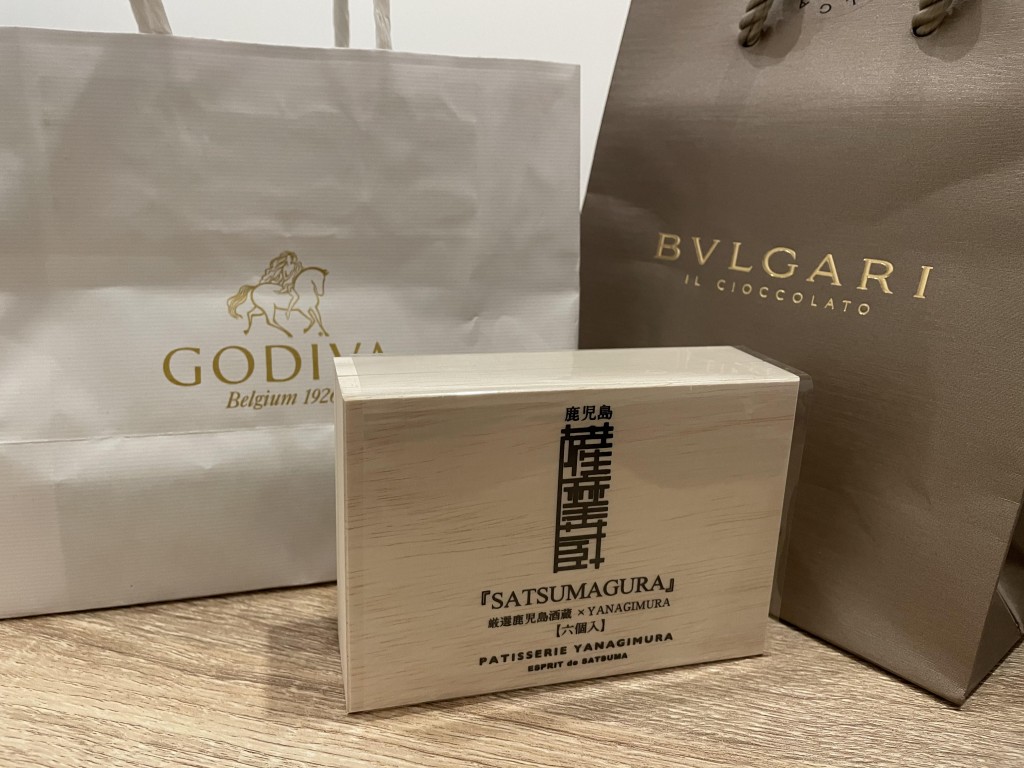 GODIVA
Belgium 1926
BVLGARI
IL CIOCCOLATO
鹿児島
薩摩蔵
『SATSUMAGURA』
厳選鹿児島酒蔵 × YANAGIMURA
【六個入】
PATISSERIE YANAGIMURA
ESPRIT de SATSUMA